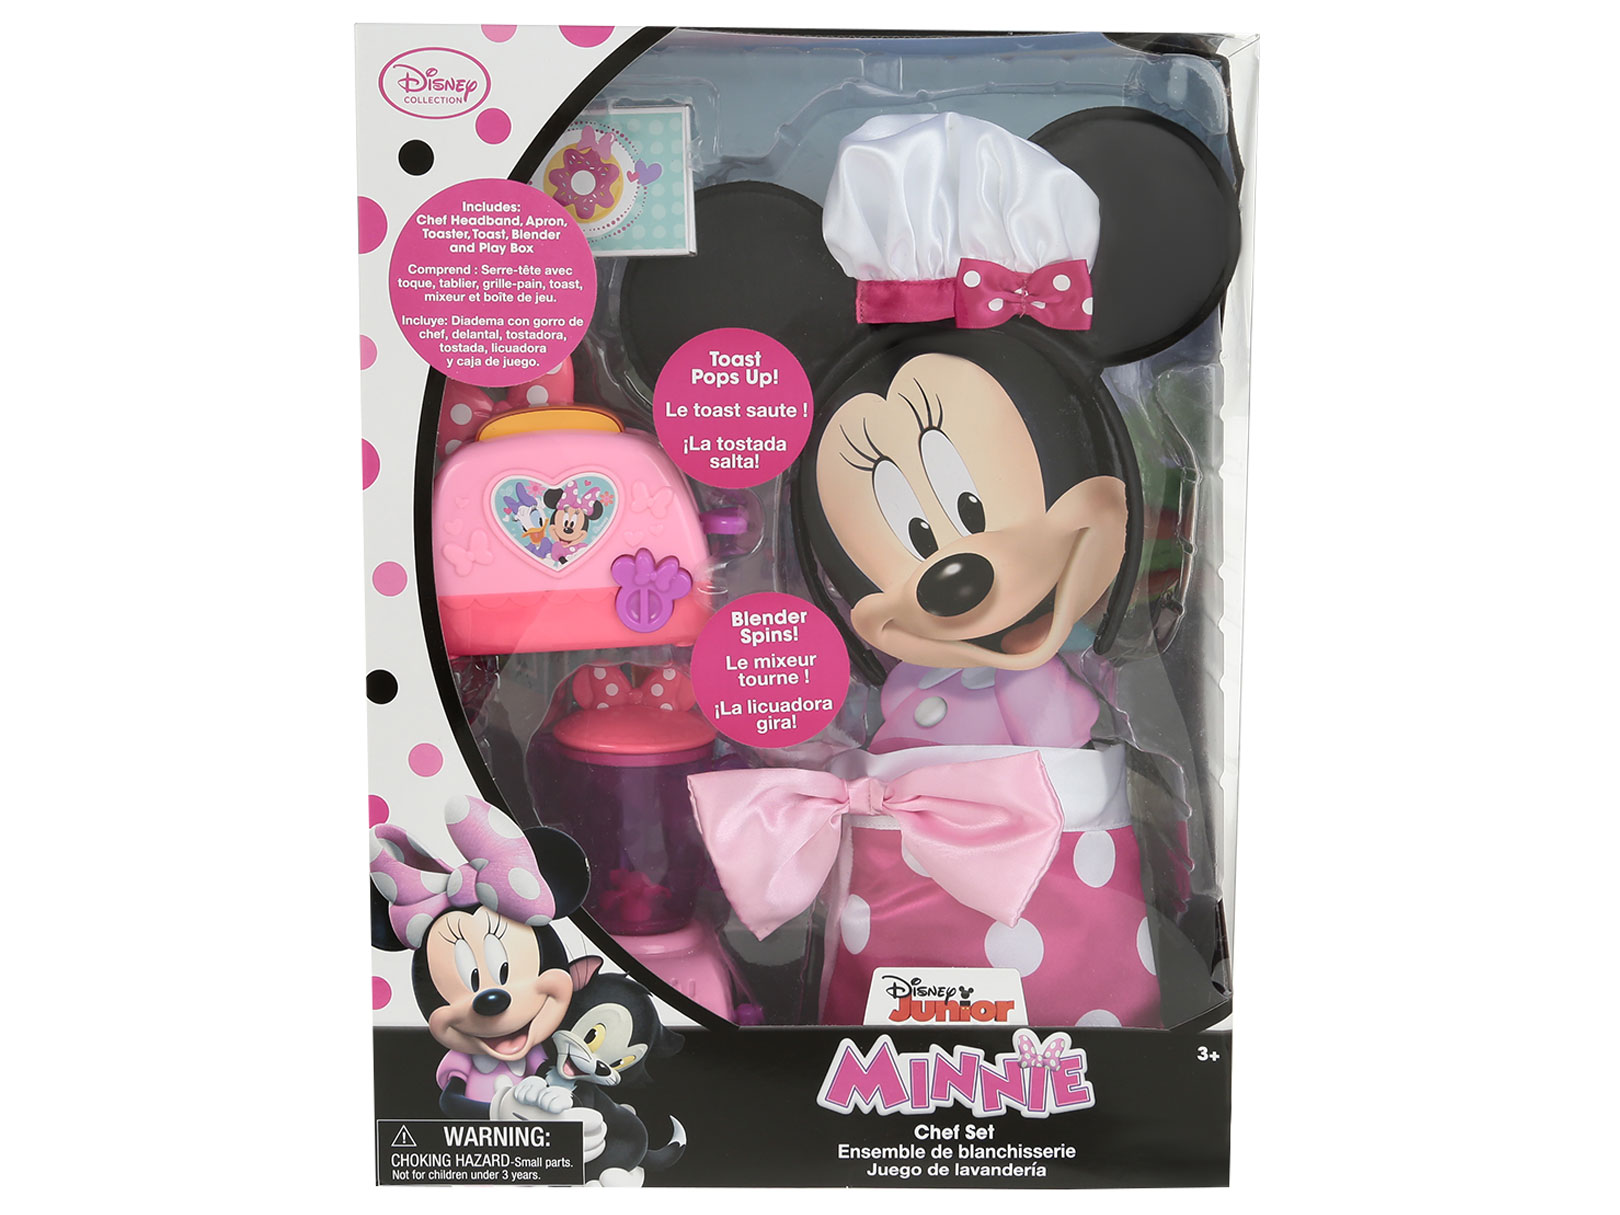 Disney
COLLECTION
Includes:
Chef Headband, Apron,
Toaster, Toast, Blender
and Play Box
Comprend : Serre-tête avec
toque, tablier, grille-pain, toast,
mixeur et boîte de jeu.
Incluye: Diadema con gorro de
chef, delantal, tostadora,
tostada, licuadora
y caja de juego.
Toast
Pops Up!
Le toast saute !
¡La tostada
salta!
Blender
Spins!
Le mixeur
tourne !
¡La licuadora
gira!
Disney
Junior
MINNIE
3+
Chef Set
Ensemble de blanchisserie
Juego de lavandería
WARNING:
CHOKING HAZARD-Small parts.
Not for children under 3 years.